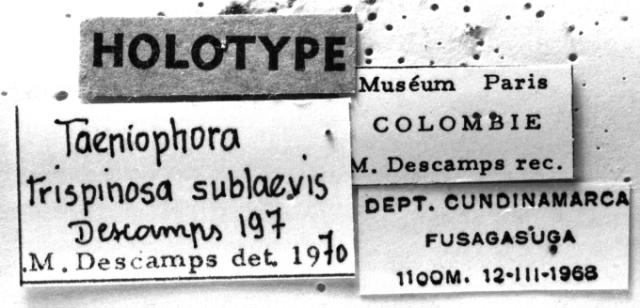 HOLOTYPE
Taeniophora
trispinosa sublaevis
Descamps 197
M. Descamps det. 1970
Muséum Paris
COLOMBIE
M. Descamps rec.
DEPT. CUNDINAMARCA
FUSAGASUGA
1100M. 12-III-1968